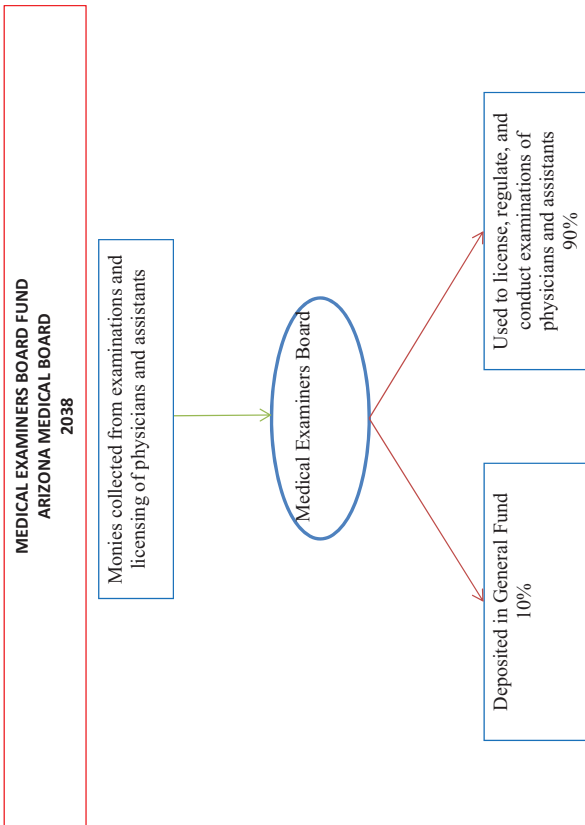 MEDICAL EXAMINERS BOARD FUND
ARIZONA MEDICAL BOARD
2038
Monies collected from examinations and
licensing of physicians and assistants
Medical Examiners Board
Deposited in General Fund
10%
Used to license, regulate, and
conduct examinations of
physicians and assistants
90%